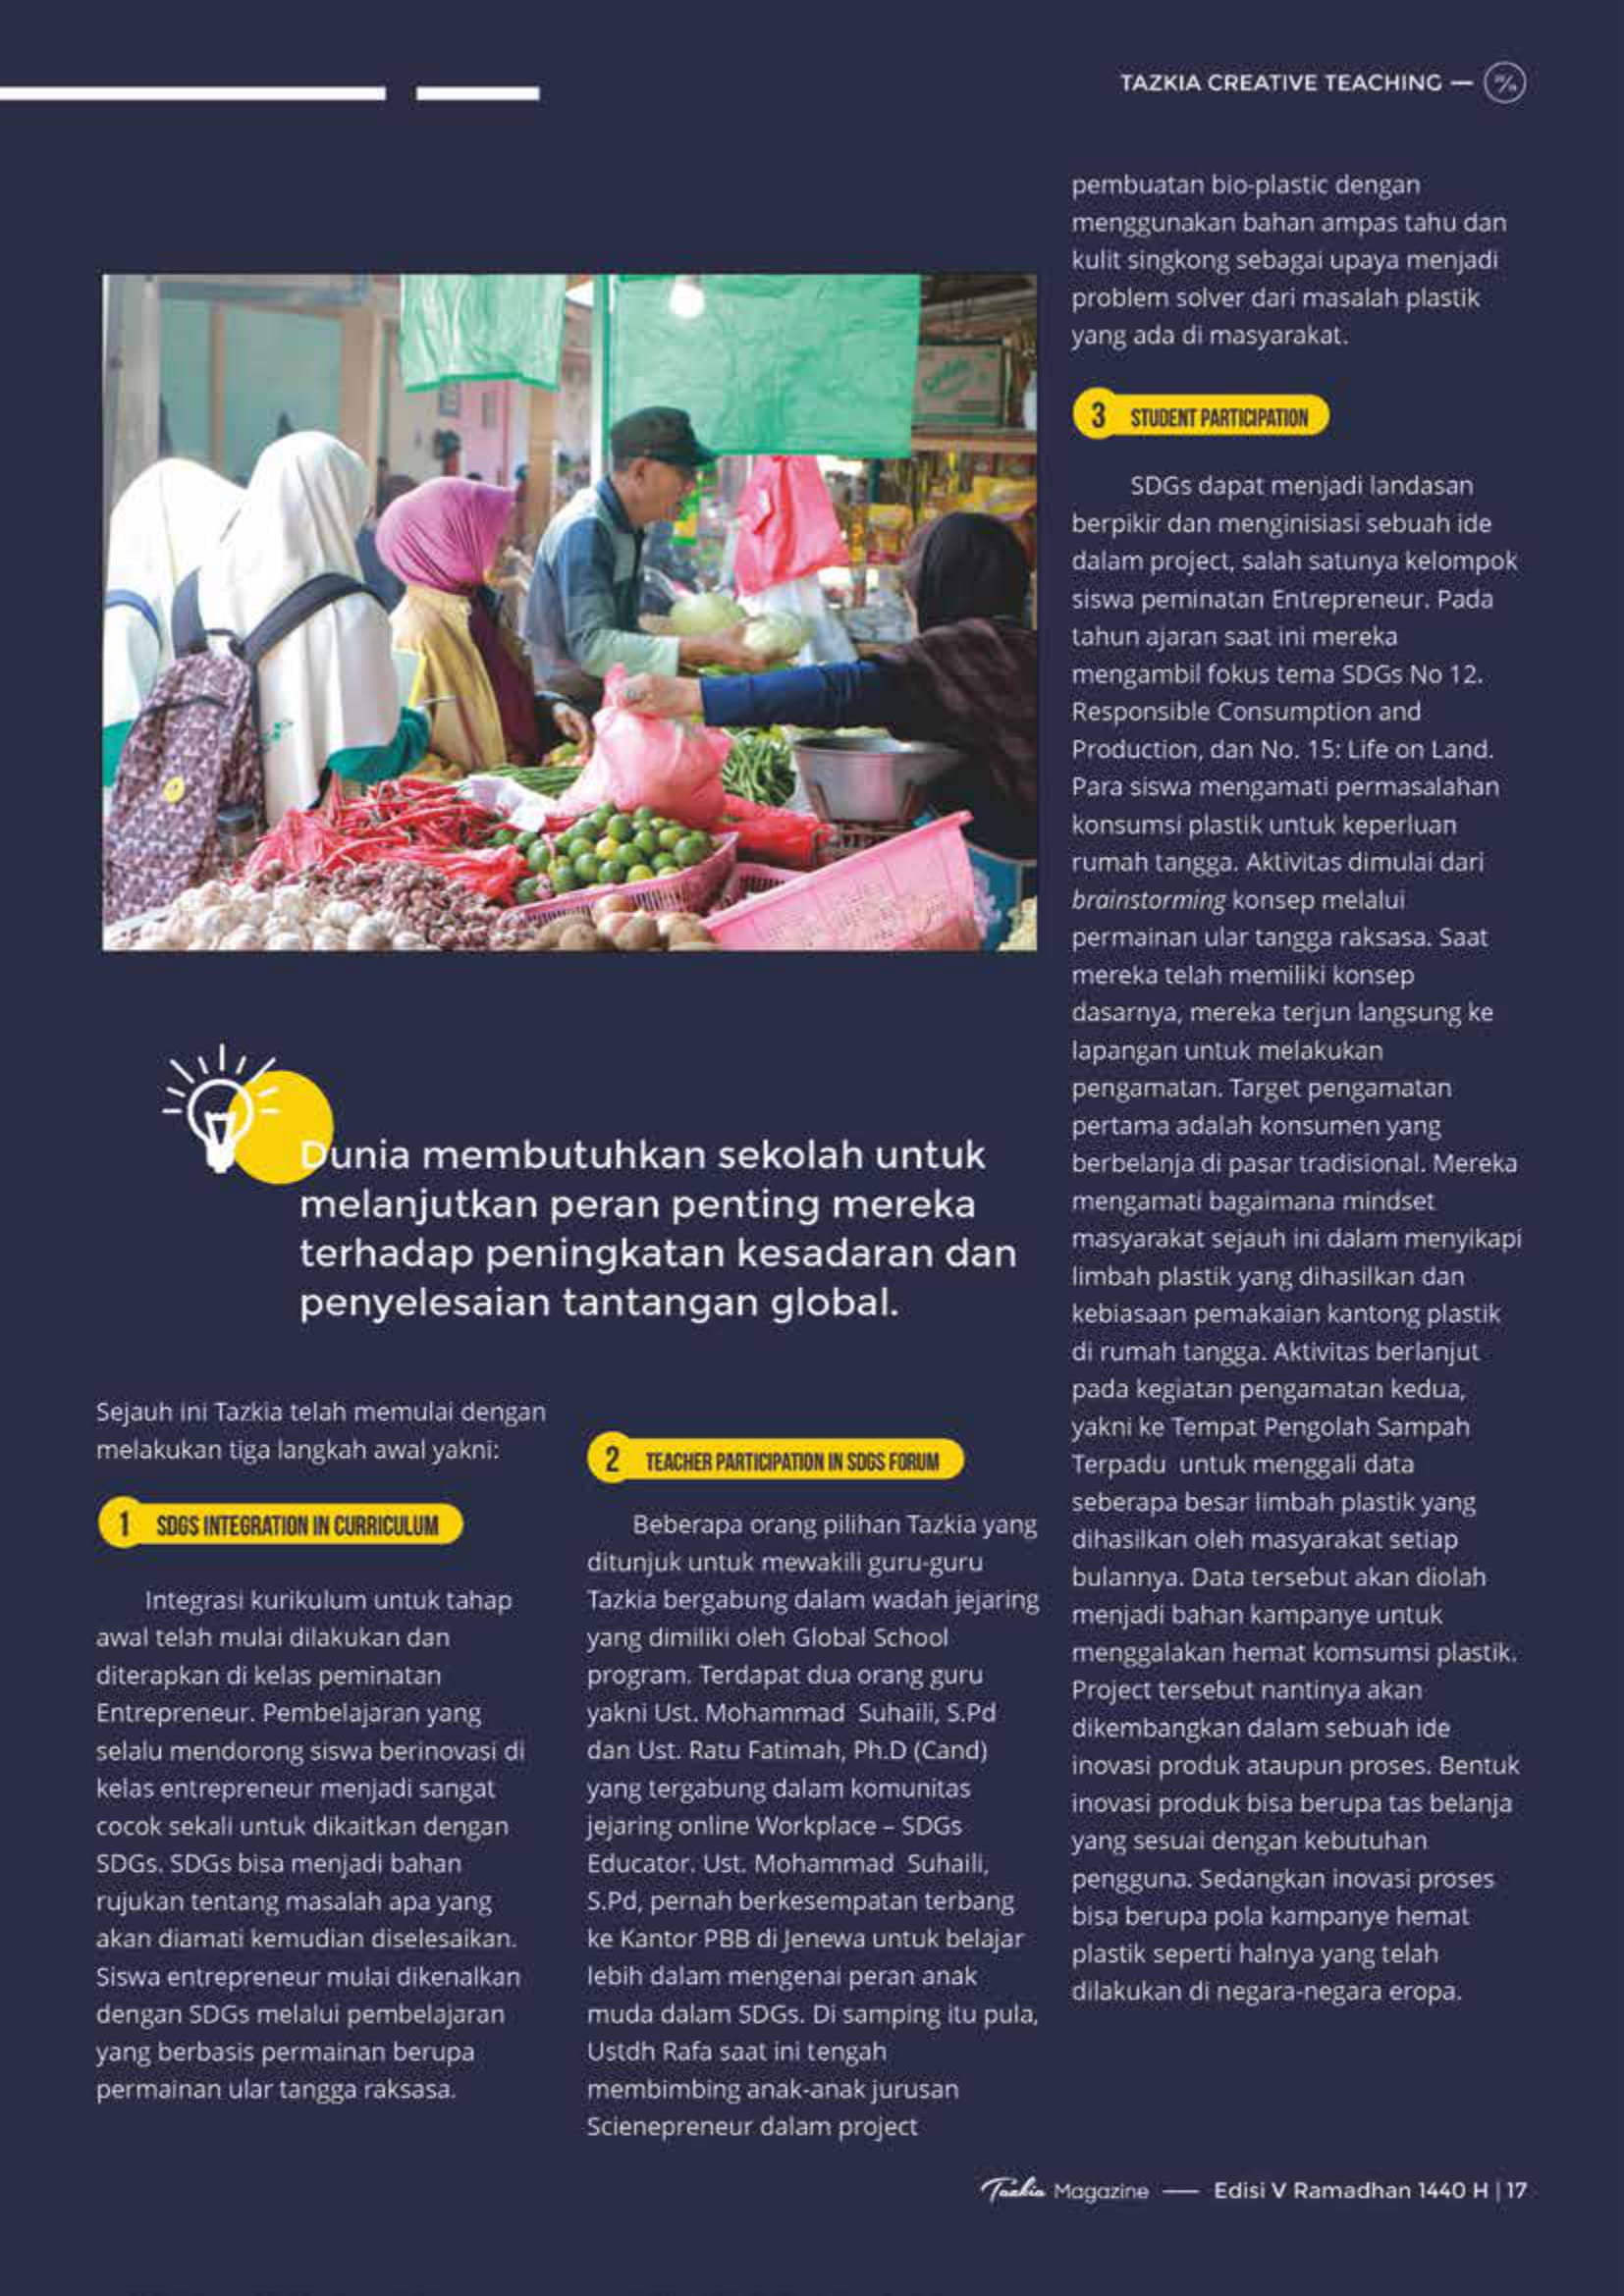 TAZKIA CREATIVE TEACHING —
Dunia membutuhkan sekolah untuk
melanjutkan peran penting mereka
terhadap peningkatan kesadaran dan
penyelesaian tantangan global.
Sejauh ini Tazkia telah memulai dengan
melakukan tiga langkah awal yakni:
1 SDGS INTEGRATION IN CURRICULUM
Integrasi kurikulum untuk tahap
awal telah mulai dilakukan dan
diterapkan di kelas peminatan
Entrepreneur. Pembelajaran yang
selalu mendorong siswa berinovasi di
kelas entrepreneur menjadi sangat
cocok sekali untuk dikaitkan dengan
SDGs. SDGs bisa menjadi bahan
rujukan tentang masalah apa yang
akan diamati kemudian diselesaikan.
Siswa entrepreneur mulai dikenalkan
dengan SDGs melalui pembelajaran
yang berbasis permainan berupa
permainan ular tangga raksasa.
2 TEACHER PARTICIPATION IN SDGS FORUM
Beberapa orang pilihan Tazkia yang
ditunjuk untuk mewakili guru-guru
Tazkia bergabung dalam wadah jejaring
yang dimiliki oleh Global School
program. Terdapat dua orang guru
yakni Ust. Mohammad Suhaili, S.Pd
dan Ust. Ratu Fatimah, Ph.D (Cand)
yang tergabung dalam komunitas
jejaring online Workplace – SDGs
Educator. Ust. Mohammad Suhaili,
S.Pd, pernah berkesempatan terbang
ke Kantor PBB di Jenewa untuk belajar
lebih dalam mengenai peran anak
muda dalam SDGs. Di samping itu pula,
Ustdh Rafa saat ini tengah
membimbing anak-anak jurusan
Scienepreneur dalam project
pembuatan bio-plastic dengan
menggunakan bahan ampas tahu dan
kulit singkong sebagai upaya menjadi
problem solver dari masalah plastik
yang ada di masyarakat.
3 STUDENT PARTICIPATION
SDGs dapat menjadi landasan
berpikir dan menginisiasi sebuah ide
dalam project, salah satunya kelompok
siswa peminatan Entrepreneur. Pada
tahun ajaran saat ini mereka
mengambil fokus tema SDGs No 12.
Responsible Consumption and
Production, dan No. 15: Life on Land.
Para siswa mengamati permasalahan
konsumsi plastik untuk keperluan
rumah tangga. Aktivitas dimulai dari
brainstorming konsep melalui
permainan ular tangga raksasa. Saat
mereka telah memiliki konsep
dasarnya, mereka terjun langsung ke
lapangan untuk melakukan
pengamatan. Target pengamatan
pertama adalah konsumen yang
berbelanja di pasar tradisional. Mereka
mengamati bagaimana mindset
masyarakat sejauh ini dalam menyikapi
limbah plastik yang dihasilkan dan
kebiasaan pemakaian kantong plastik
di rumah tangga. Aktivitas berlanjut
pada kegiatan pengamatan kedua,
yakni ke Tempat Pengolah Sampah
Terpadu untuk menggali data
seberapa besar limbah plastik yang
dihasilkan oleh masyarakat setiap
bulannya. Data tersebut akan diolah
menjadi bahan kampanye untuk
menggalakan hemat komsumsi plastik.
Project tersebut nantinya akan
dikembangkan dalam sebuah ide
inovasi produk ataupun proses. Bentuk
inovasi produk bisa berupa tas belanja
yang sesuai dengan kebutuhan
pengguna. Sedangkan inovasi proses
bisa berupa pola kampanye hemat
plastik seperti halnya yang telah
dilakukan di negara-negara eropa.
Tazkia Magazine — Edisi V Ramadhan 1440 H | 17